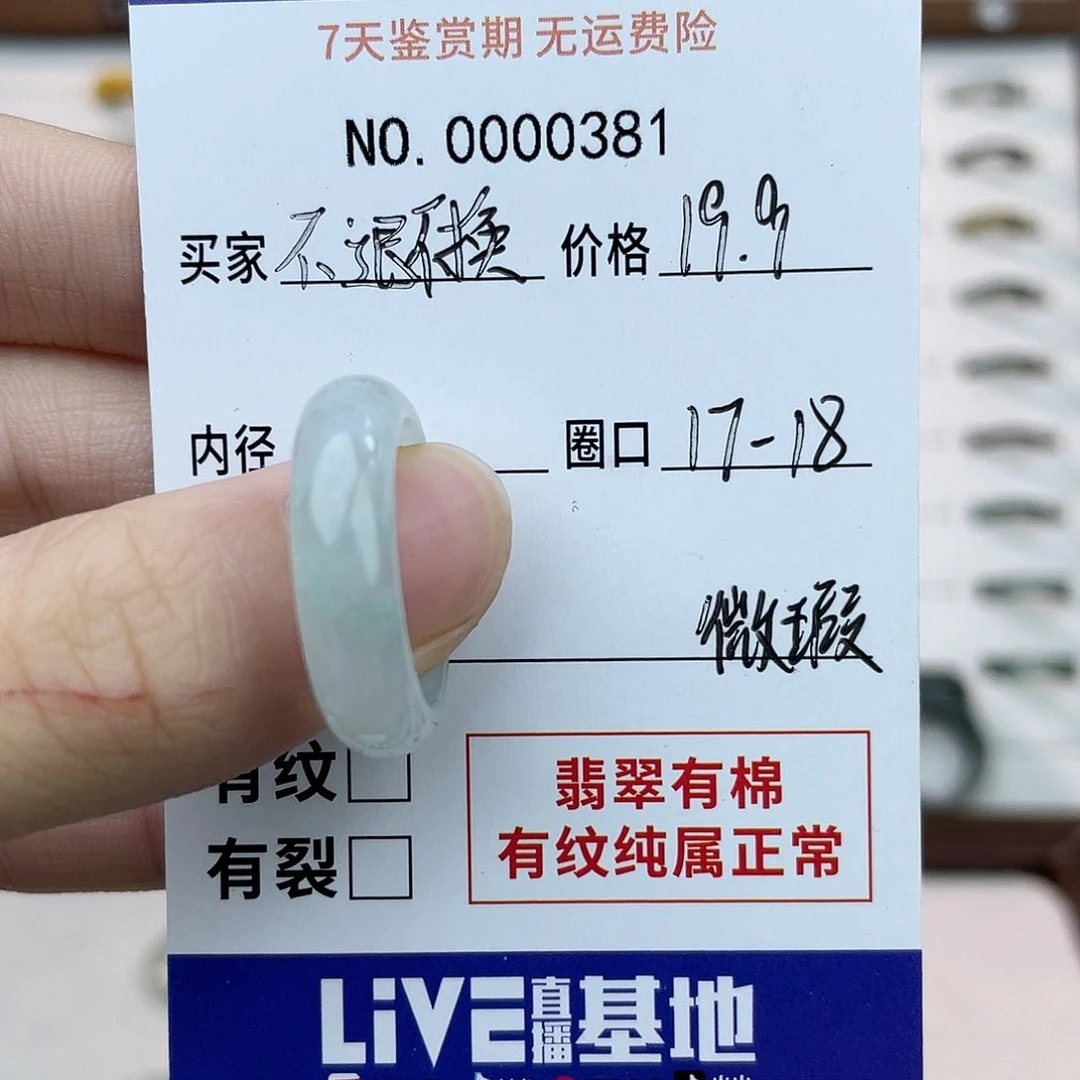 7天鉴赏期 无运费险
NO. 0000381
买家 不退不换 价格 19.9
内径 圈口 17-18
微瑕
有纹
有裂
翡翠有棉
有纹纯属正常
LiVE直播基地